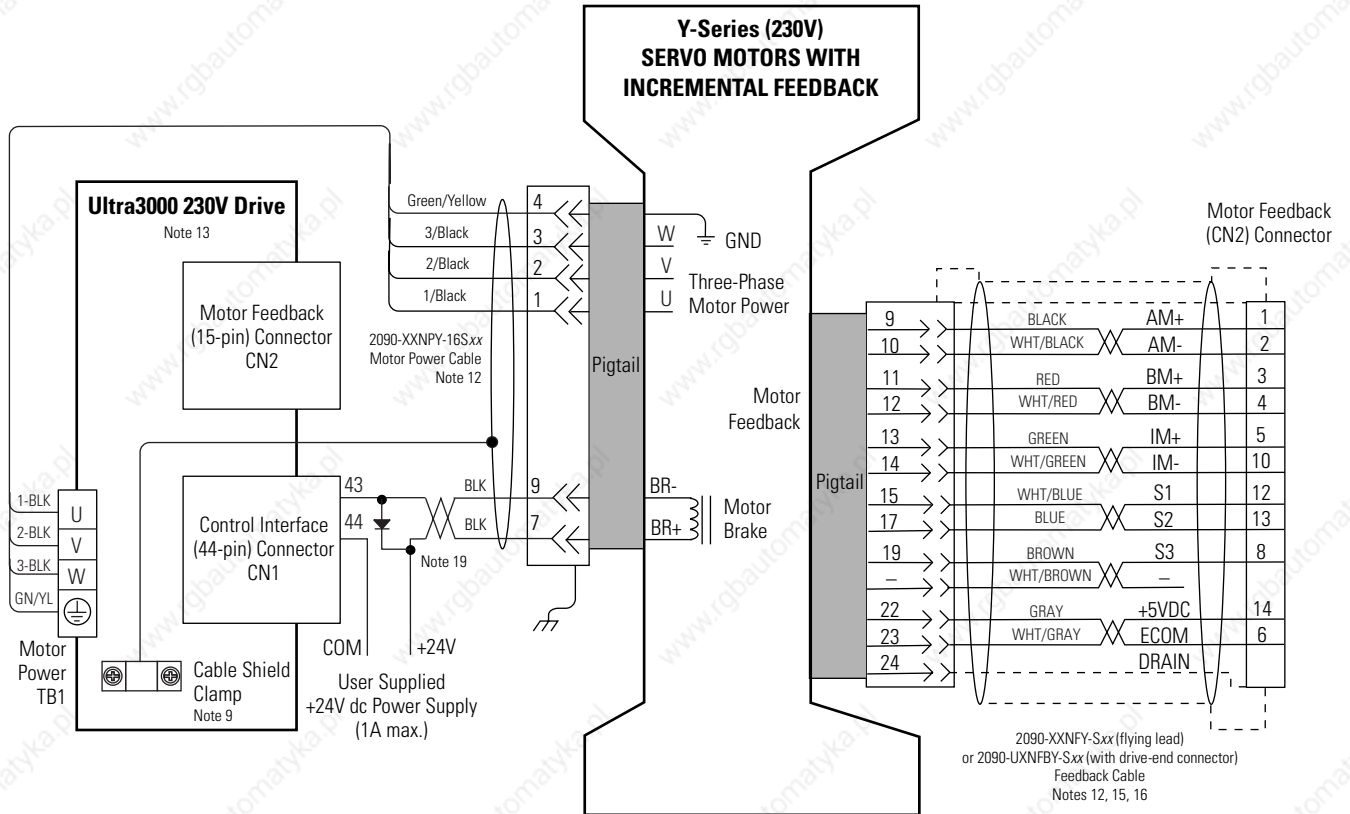 Y-Series (230V)
SERVO MOTORS WITH
INCREMENTAL FEEDBACK
Ultra3000 230V Drive
Note 13
Motor Feedback
(15-pin) Connector
CN2
Control Interface
(44-pin) Connector
CN1
43
44
1-BLK
2-BLK
3-BLK
GN/YL
U
V
W
Motor
Power
TB1
Cable Shield
Clamp
Note 9
COM
+24V
User Supplied
+24V dc Power Supply
(1A max.)
Note 19
Green/Yellow
3/Black
2/Black
1/Black
4
3
2
1
2090-XXNPY-16Sxx
Motor Power Cable
Note 12
BLK
BLK
9
7
Pigtail
W
V
U
GND
Three-Phase
Motor Power
BR-
BR+
Motor
Brake
Motor
Feedback
Pigtail
Motor Feedback
(CN2) Connector
9 BLACK AM+ 1
10 WHT/BLACK AM- 2
11 RED BM+ 3
12 WHT/RED BM- 4
13 GREEN IM+ 5
14 WHT/GREEN IM- 10
15 WHT/BLUE S1 12
17 BLUE S2 13
19 BROWN S3 8
– WHT/BROWN –
22 GRAY +5VDC 14
23 WHT/GRAY ECOM 6
24 DRAIN
2090-XXNFY-Sxx (flying lead)
or 2090-UXNFBY-Sxx (with drive-end connector)
Feedback Cable
Notes 12, 15, 16
www.rgbautomatyka.pl